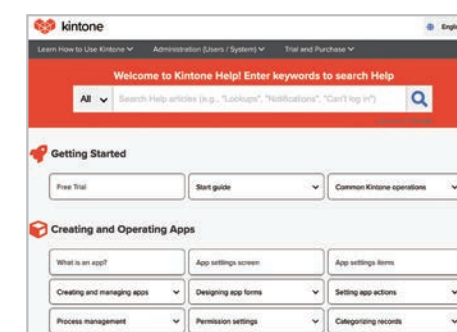 kintone
Learn How to Use Kintone Administration (Users / System) Trial and Purchase
Welcome to Kintone Help! Enter keywords to search Help
All Search Help articles (e.g., "Lookups", "Notifications", "Can't log in")
Getting Started
Free Trial Start guide Common Kintone operations
Creating and Operating Apps
What is an app? App settings screen App settings items
Creating and managing apps Designing app forms Setting app actions
Process management Permission settings Categorizing records